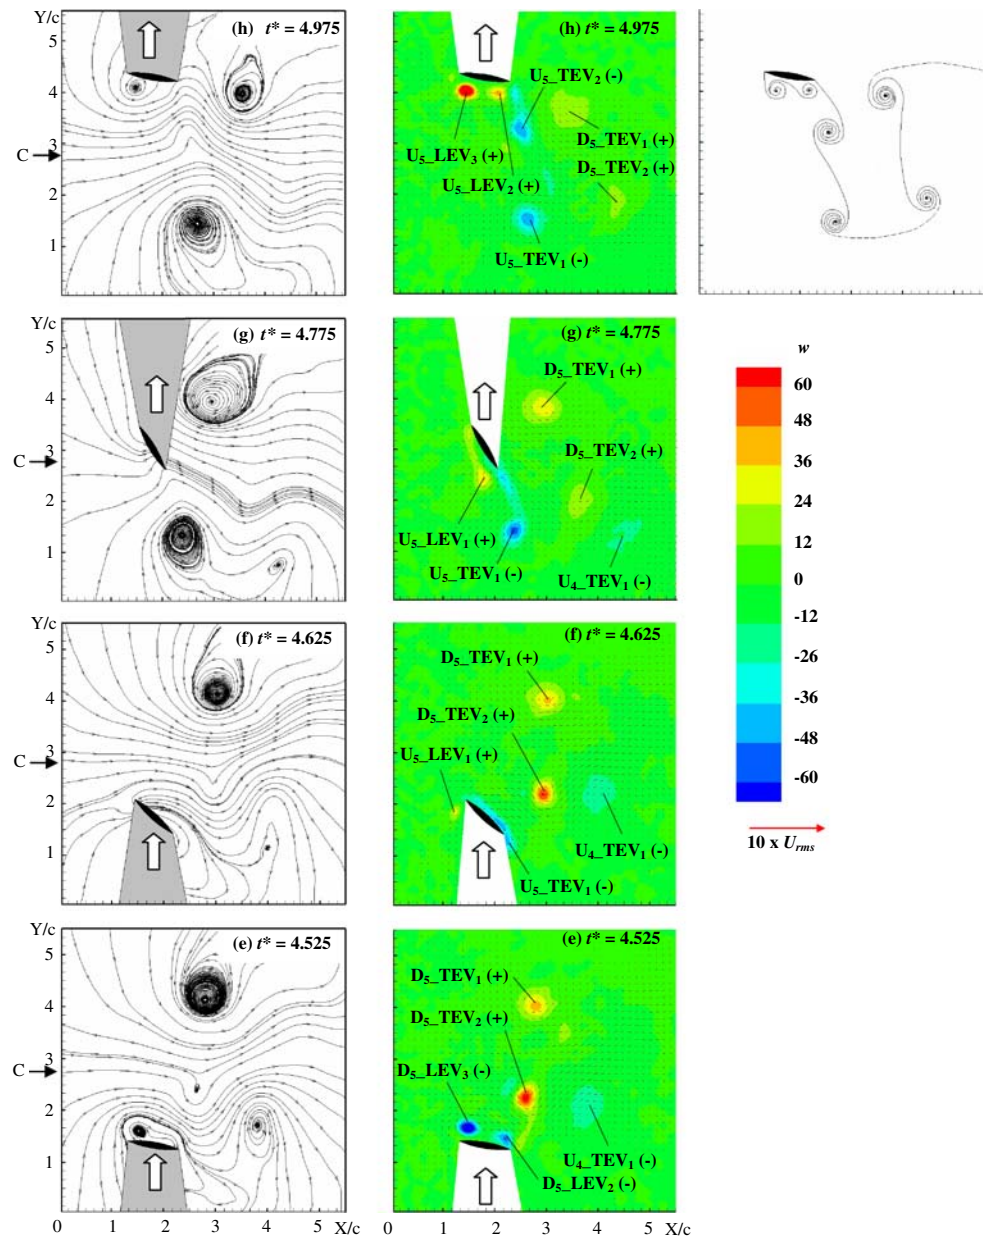 Y/c
5
4
3
2
1
C
(h) t* = 4.975
(h) t* = 4.975
U5_TEV2 (-)
D5_TEV1 (+)
U5_LEV3 (+)
D5_TEV2 (+)
U5_LEV2 (+)
U5_TEV1 (-)
Y/c
5
4
3
2
1
C
(g) t* = 4.775
(g) t* = 4.775
D5_TEV1 (+)
D5_TEV2 (+)
U5_LEV1 (+)
U5_TEV1 (-)
U4_TEV1 (-)
w
60
48
36
24
12
0
-12
-26
-36
-48
-60
10 x Urms
Y/c
5
4
3
2
1
C
(f) t* = 4.625
(f) t* = 4.625
D5_TEV1 (+)
D5_TEV2 (+)
U5_LEV1 (+)
U4_TEV1 (-)
U5_TEV1 (-)
Y/c
5
4
3
2
1
C
(e) t* = 4.525
(e) t* = 4.525
D5_TEV1 (+)
D5_TEV2 (+)
D5_LEV3 (-)
U4_TEV1 (-)
D5_LEV2 (-)
0 1 2 3 4 5 X/c
0 1 2 3 4 5 X/c